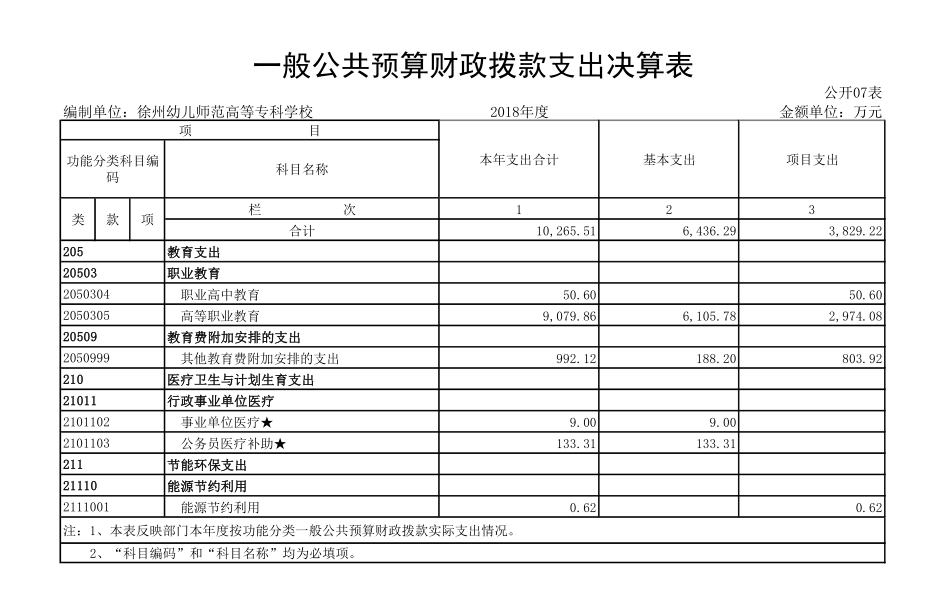 一般公共预算财政拨款支出决算表
公开07表
编制单位：徐州幼儿师范高等专科学校 2018年度 金额单位：万元
项 目 本年支出合计 基本支出 项目支出
功能分类科目编码 科目名称
类 款 项 栏 次 1 2 3
合计 10,265.51 6,436.29 3,829.22
205 教育支出
20503 职业教育
2050304 职业高中教育 50.60 50.60
2050305 高等职业教育 9,079.86 6,105.78 2,974.08
20509 教育费附加安排的支出
2050999 其他教育费附加安排的支出 992.12 188.20 803.92
210 医疗卫生与计划生育支出
21011 行政事业单位医疗
2101102 事业单位医疗★ 9.00 9.00
2101103 公务员医疗补助★ 133.31 133.31
211 节能环保支出
21110 能源节约利用
2111001 能源节约利用 0.62 0.62
注：1、本表反映部门本年度按功能分类一般公共预算财政拨款实际支出情况。
2、“科目编码”和“科目名称”均为必填项。